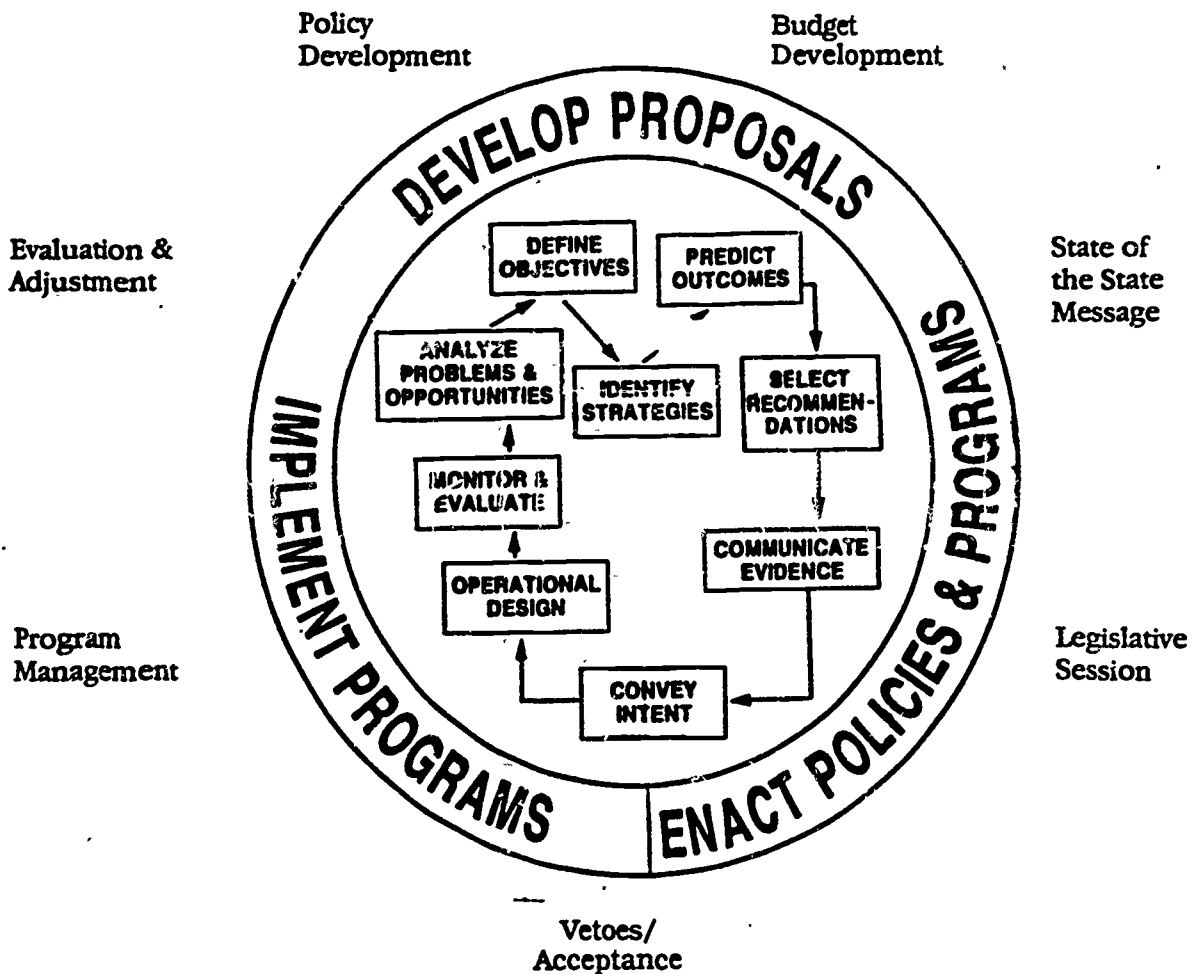 Policy
Development
Budget
Development
DEVELOP PROPOSALS
Evaluation &
Adjustment
State of
the State
Message
DEFINE
OBJECTIVES
PREDICT
OUTCOMES
ANALYZE
PROBLEMS &
OPPORTUNITIES
IDENTIFY
STRATEGIES
SELECT
RECOMMEN-
DATIONS
MONITOR &
EVALUATE
COMMUNICATE
EVIDENCE
OPERATIONAL
DESIGN
CONVEY
INTENT
IMPLEMENT PROGRAMS
ENACT POLICIES & PROGRAMS
Program
Management
Legislative
Session
Vetoes/
Acceptance